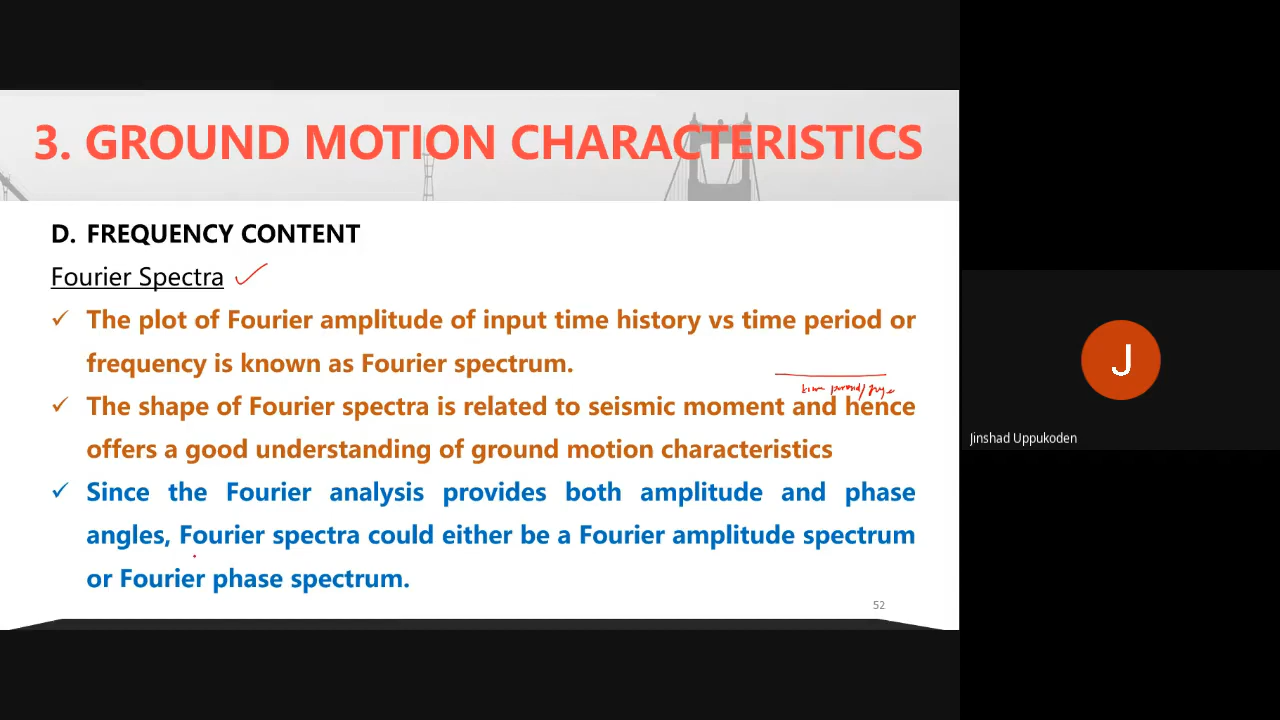 3. GROUND MOTION CHARACTERISTICS
D. FREQUENCY CONTENT
Fourier Spectra
✓ The plot of Fourier amplitude of input time history vs time period or
frequency is known as Fourier spectrum.
time period/
✓ The shape of Fourier spectra is related to seismic moment and hence
offers a good understanding of ground motion characteristics
✓ Since the Fourier analysis provides both amplitude and phase
angles, Fourier spectra could either be a Fourier amplitude spectrum
or Fourier phase spectrum.
52
J
Jinshad Uppukoden